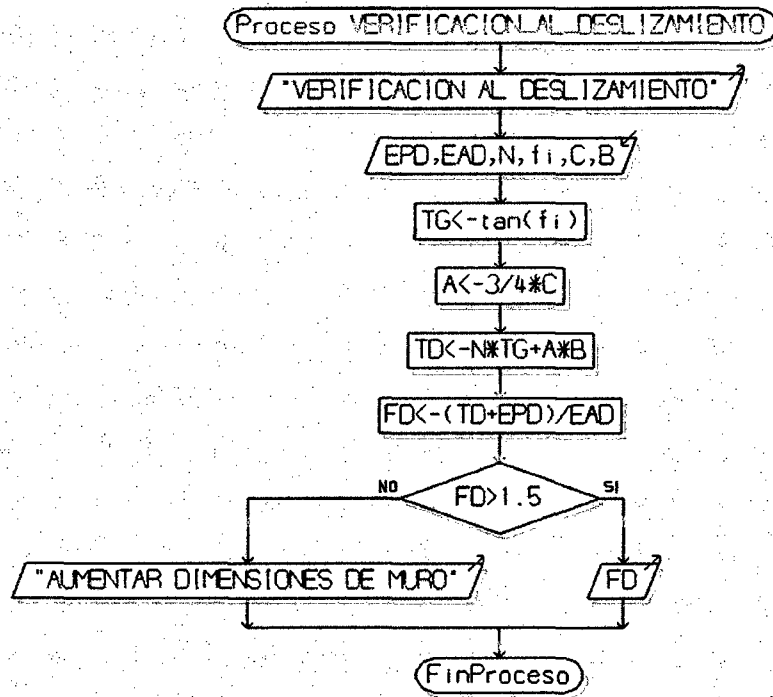 Proceso VERIFICACION_AL_DESLIZAMIENTO
"VERIFICACION AL DESLIZAMIENTO"
EPD,EAD,N,fi,C,B
TG<-tan(fi)
A<-3/4*C
TD<-N*TG+A*B
FD<-(TD+EPD)/EAD
NO
FD>1.5
SI
"AUMENTAR DIMENSIONES DE MURO"
FD
FinProceso